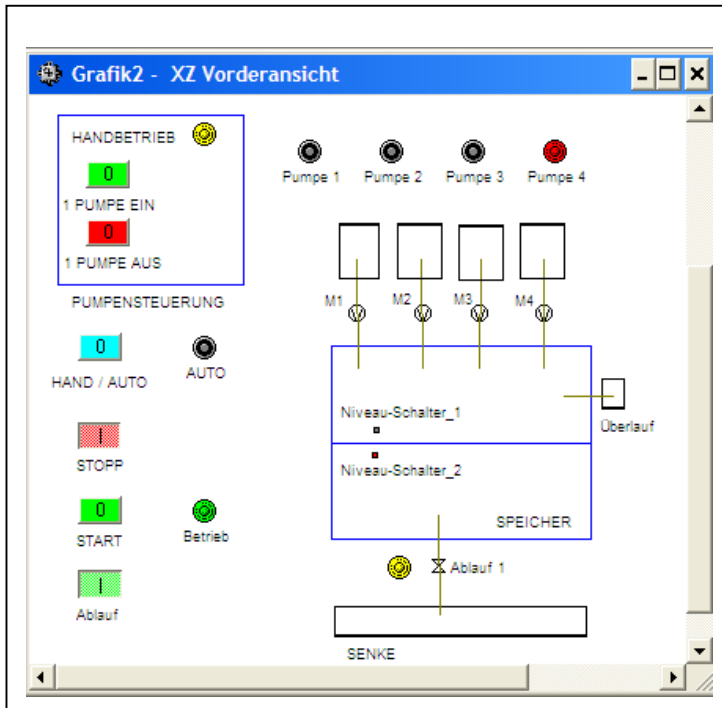 Grafik2 - XZ Vorderansicht
HANDBETRIEB
0
1 PUMPE EIN
0
1 PUMPE AUS
PUMPENSTEUERUNG
0
HAND / AUTO
AUTO
I
STOPP
0
START
Betrieb
I
Ablauf
Pumpe 1 Pumpe 2 Pumpe 3 Pumpe 4
M1 M2 M3 M4
Niveau-Schalter_1
Überlauf
Niveau-Schalter_2
SPEICHER
Ablauf 1
SENKE